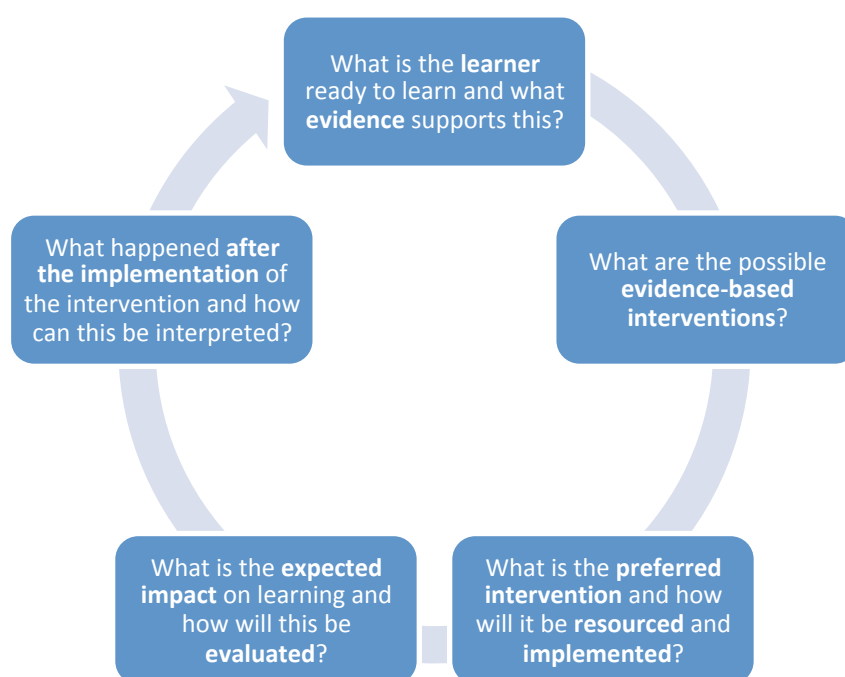 What is the learner
ready to learn and what
evidence supports this?
What are the possible
evidence-based
interventions?
What is the preferred
intervention and how
will it be resourced and
implemented?
What is the expected
impact on learning and
how will this be
evaluated?
What happened after
the implementation of
the intervention and how
can this be interpreted?